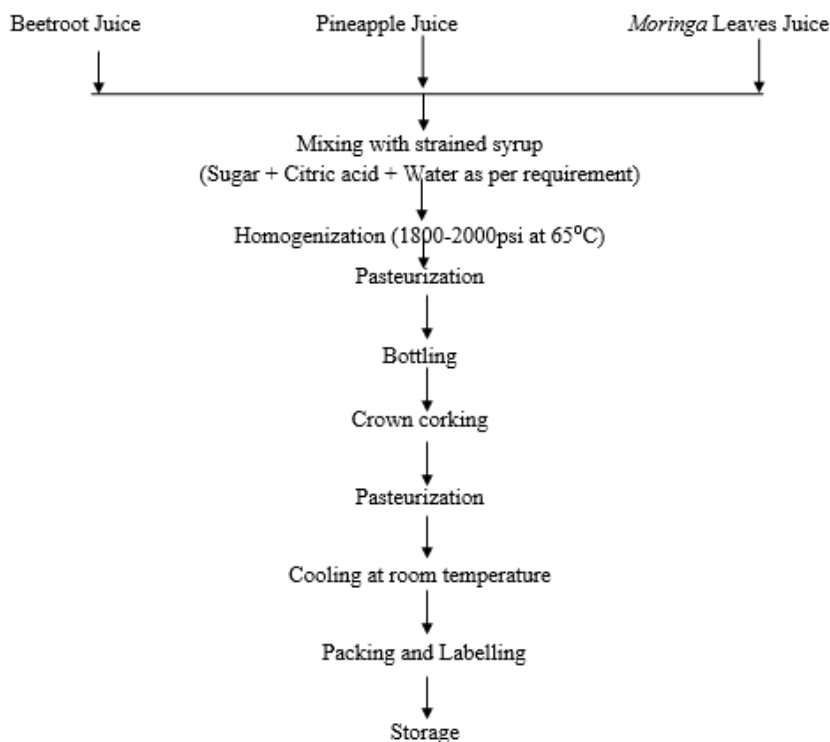 Beetroot Juice Pineapple Juice Moringa Leaves Juice
Mixing with strained syrup
(Sugar + Citric acid + Water as per requirement)
Homogenization (1800-2000psi at 65⁰C)
Pasteurization
Bottling
Crown corking
Pasteurization
Cooling at room temperature
Packing and Labelling
Storage